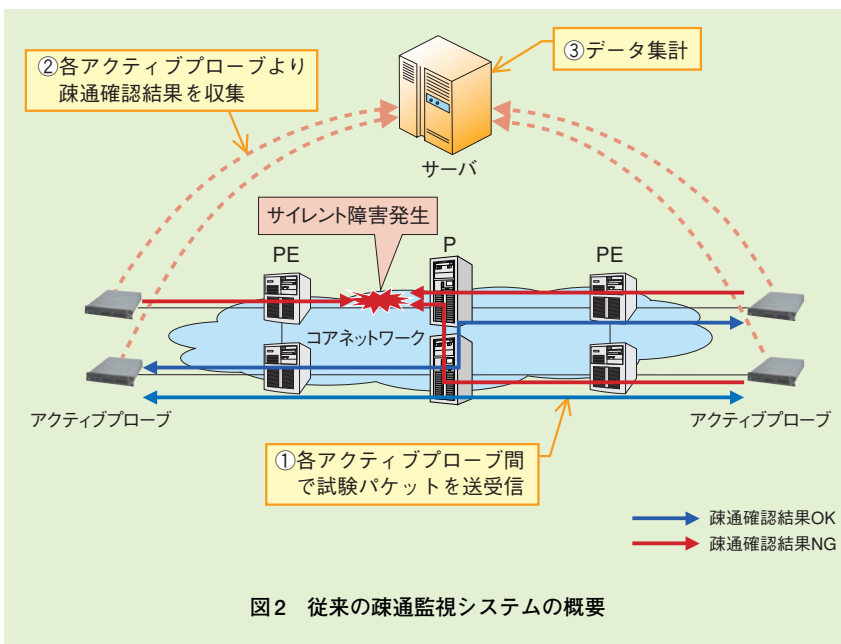 ②各アクティブプローブより
疎通確認結果を収集
③データ集計
サーバ
サイレント障害発生
PE
P
PE
コアネットワーク
アクティブプローブ
アクティブプローブ
①各アクティブプローブ間
で試験パケットを送受信
疎通確認結果OK
疎通確認結果NG
図2 従来の疎通監視システムの概要